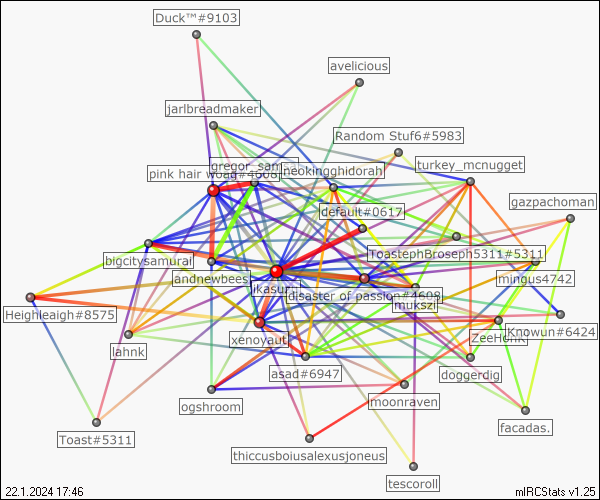 Duck™#9103
avelicious
jarlbreadmaker
Random Stuf6#5983
gregor_sam
turkey_mcnugget
pink hair woag#4008
neokingghidorah
gazpachoman
default#0617
ToastephBroseph5311#5311
bigcitysamurai
andnewbees
mingus4742
jkasur
disaster of passion#4608
mukszi
Heighleaigh#8575
xenoyaut
ZeeHonk
Knowun#6424
lahnk
asad#6947
doggerdig
ogshroom
moonraven
facadas.
Toast#5311
thiccusboiusalexusjoneus
tescoroll
22.1.2024 17:46
mIRCStats v1.25